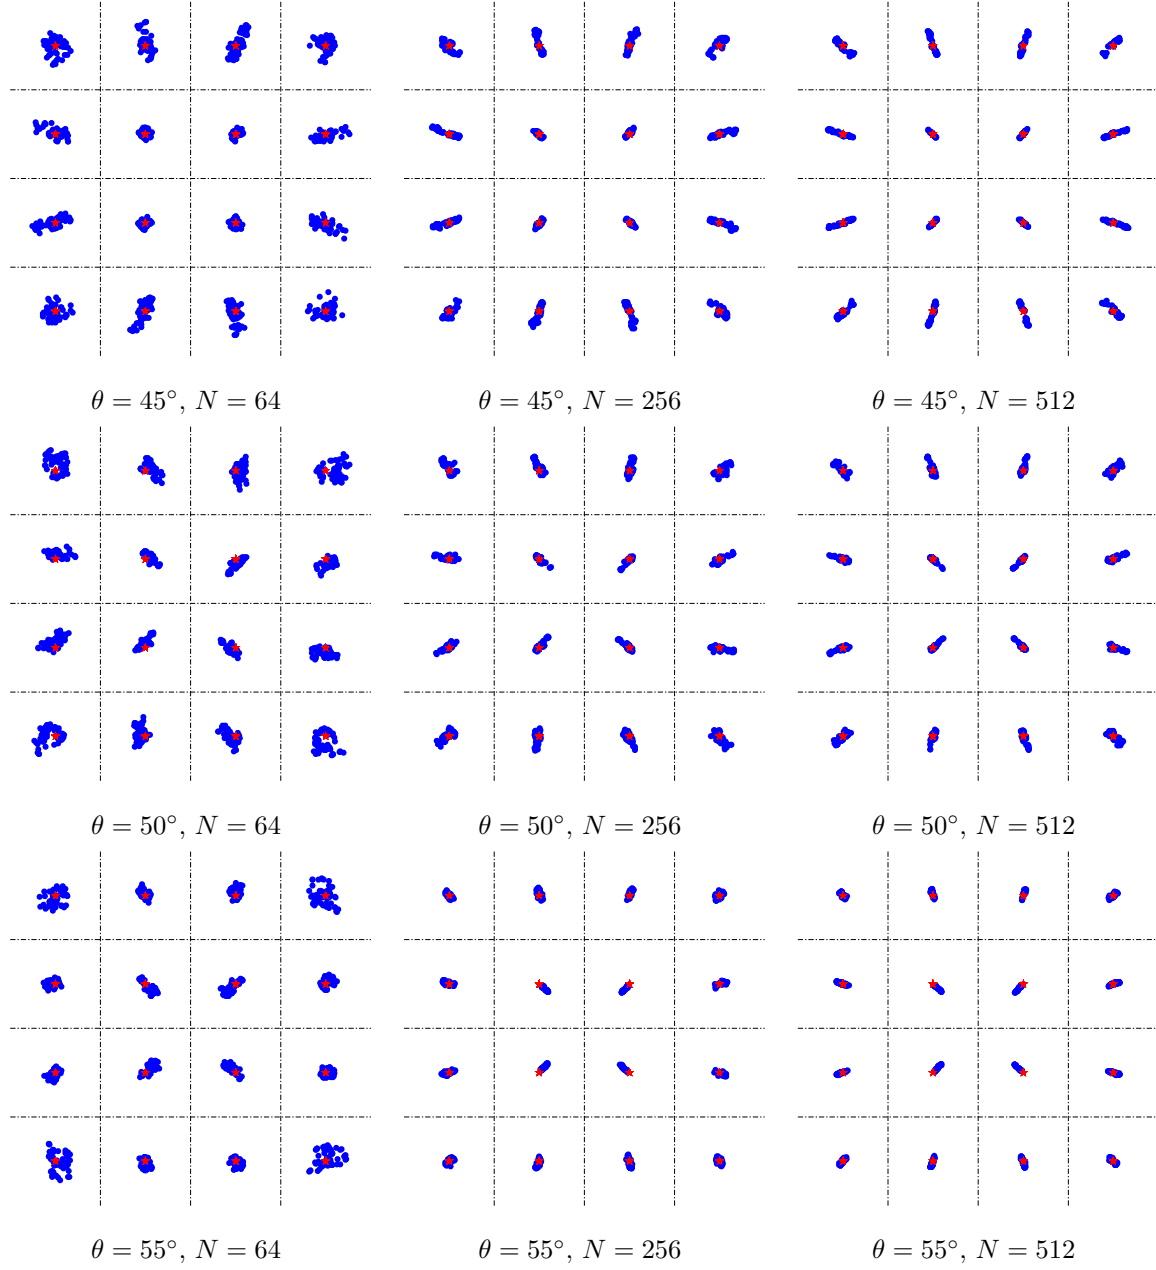 θ = 45°, N = 64
θ = 45°, N = 256
θ = 45°, N = 512
θ = 50°, N = 64
θ = 50°, N = 256
θ = 50°, N = 512
θ = 55°, N = 64
θ = 55°, N = 256
θ = 55°, N = 512